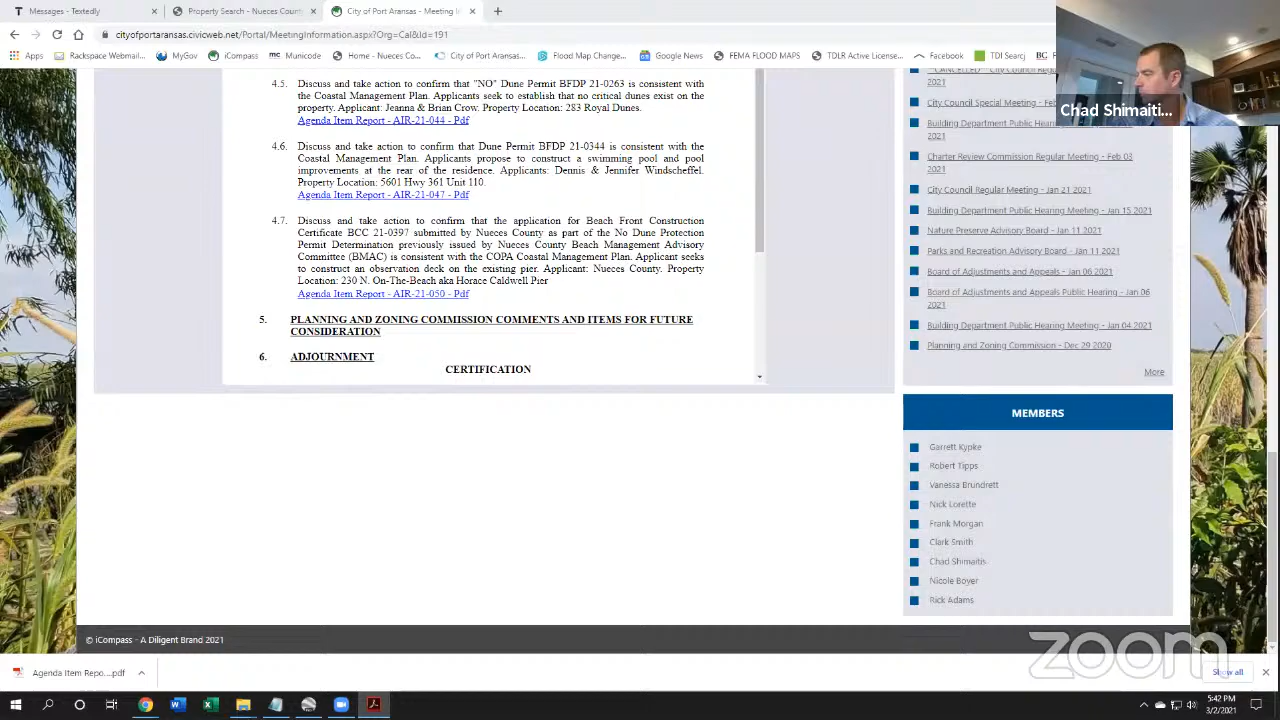 Messages - Textedly
Property Search - Nueces Count
City of Port Aransas - Meeting In
cityofportaransas.civicweb.net/Portal/MeetingInformation.aspx?Org=Cal&Id=191
Apps
Rackspace Webmail...
MyGov
iCompass
Municode
Home - Nueces Co...
City of Port Aransas...
Flood Map Change...
Google News
FEMA FLOOD MAPS
TDLR Active License...
Facebook
TDI Search
Chad Shimaiti...
4.5. Discuss and take action to confirm that "NO" Dune Permit BFDP 21-0263 is consistent with
the Coastal Management Plan. Applicants seek to establish that no critical dunes exist on the
property. Applicant: Jeanna & Brian Crow. Property Location: 283 Royal Dunes.
Agenda Item Report - AIR-21-044 - Pdf
4.6. Discuss and take action to confirm that Dune Permit BFDP 21-0344 is consistent with the
Coastal Management Plan. Applicants propose to construct a swimming pool and pool
improvements at the rear of the residence. Applicants: Dennis & Jennifer Windscheffel.
Property Location: 5601 Hwy 361 Unit 110.
Agenda Item Report - AIR-21-047 - Pdf
4.7. Discuss and take action to confirm that the application for Beach Front Construction
Certificate BCC 21-0397 submitted by Nueces County as part of the No Dune Protection
Permit Determination previously issued by Nueces County Beach Management Advisory
Committee (BMAC) is consistent with the COPA Coastal Management Plan. Applicant seeks
to construct an observation deck on the existing pier. Applicant: Nueces County. Property
Location: 230 N. On-The-Beach aka Horace Caldwell Pier
Agenda Item Report - AIR-21-050 - Pdf
5. PLANNING AND ZONING COMMISSION COMMENTS AND ITEMS FOR FUTURE
CONSIDERATION
6. ADJOURNMENT
CERTIFICATION
**CANCELLED** City Council Regu
2021
City Council Special Meeting - Feb
Building Department Public Hearing
2021
Charter Review Commission Regular Meeting - Feb 03
2021
City Council Regular Meeting - Jan 21 2021
Building Department Public Hearing Meeting - Jan 15 2021
Nature Preserve Advisory Board - Jan 11 2021
Parks and Recreation Advisory Board - Jan 11 2021
Board of Adjustments and Appeals - Jan 06 2021
Board of Adjustments and Appeals Public Hearing - Jan 06
2021
Building Department Public Hearing Meeting - Jan 04 2021
Planning and Zoning Commission - Dec 29 2020
More
MEMBERS
Garrett Kypke
Robert Tipps
Vanessa Brundrett
Nick Lorette
Frank Morgan
Clark Smith
Chad Shimaitis
Nicole Boyer
Rick Adams
© iCompass - A Diligent Brand 2021
zoom
Agenda Item Repo....pdf
Show all
5:42 PM
3/2/2021